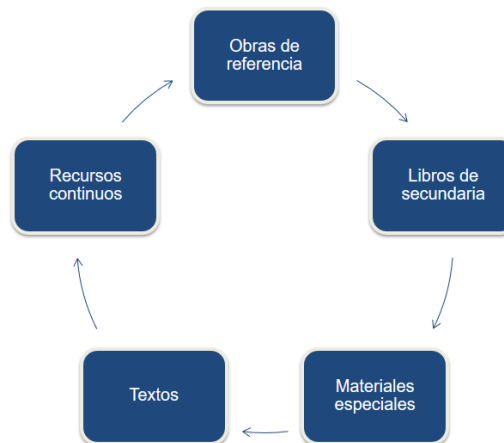 Obras de
referencia
Libros de
secundaria
Materiales
especiales
Textos
Recursos
continuos